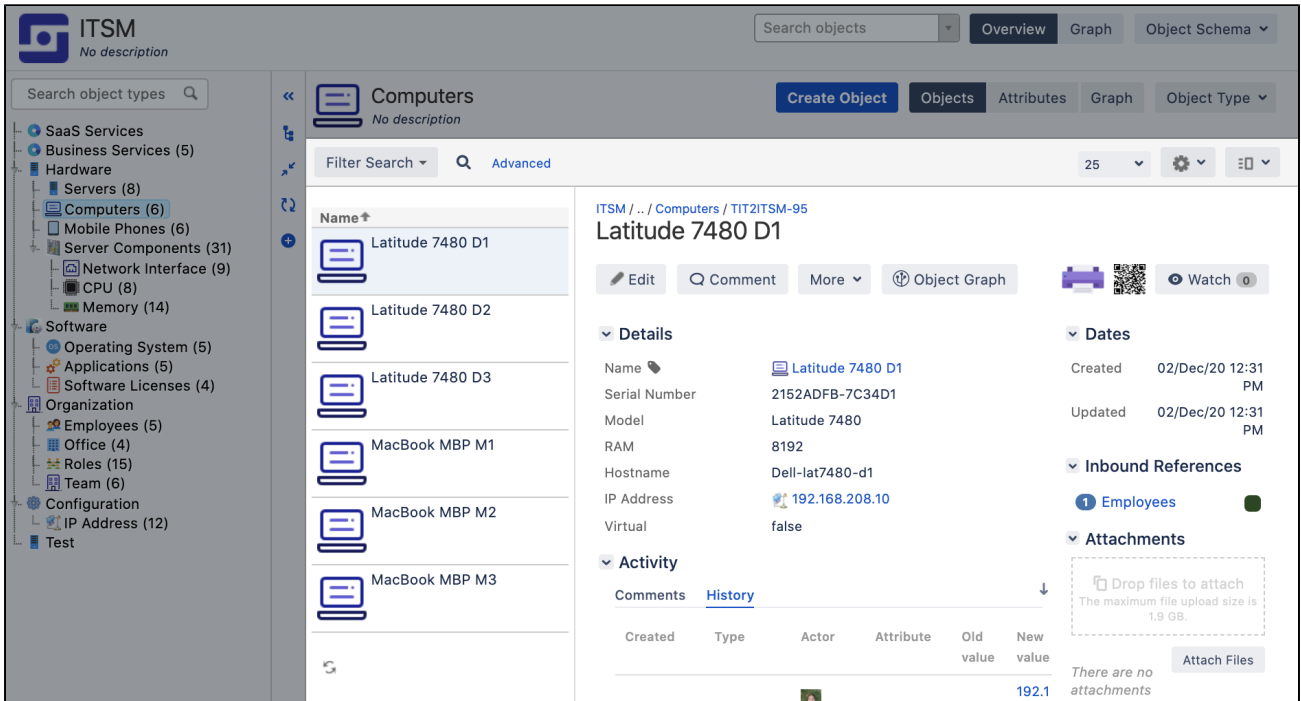 ITSM
No description
Search objects
Overview
Graph
Object Schema
Search object types
SaaS Services
Business Services (5)
Hardware
Servers (8)
Computers (6)
Mobile Phones (6)
Server Components (31)
Network Interface (9)
CPU (8)
Memory (14)
Software
Operating System (5)
Applications (5)
Software Licenses (4)
Organization
Employees (5)
Office (4)
Roles (15)
Team (6)
Configuration
IP Address (12)
Test
Computers
No description
Create Object
Objects
Attributes
Graph
Object Type
Filter Search
Advanced
25
Name
Latitude 7480 D1
Latitude 7480 D2
Latitude 7480 D3
MacBook MBP M1
MacBook MBP M2
MacBook MBP M3
ITSM / .. / Computers / TIT2ITSM-95
Latitude 7480 D1
Edit
Comment
More
Object Graph
Watch 0
Details
Name Latitude 7480 D1
Serial Number 2152ADFB-7C34D1
Model Latitude 7480
RAM 8192
Hostname Dell-lat7480-d1
IP Address 192.168.208.10
Virtual false
Activity
Comments History
Created Type Actor Attribute Old value New value
192.1
Dates
Created 02/Dec/20 12:31
PM
Updated 02/Dec/20 12:31
PM
Inbound References
1 Employees
Attachments
Drop files to attach
The maximum file upload size is
1.9 GB.
Attach Files
There are no
attachments